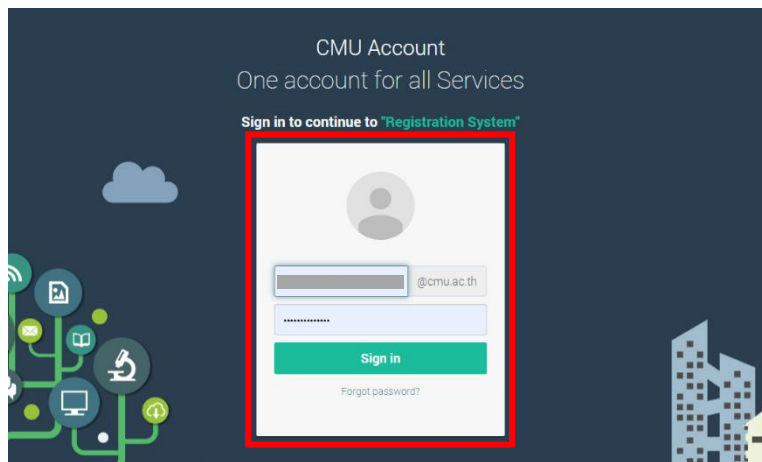 CMU Account
One account for all Services
Sign in to continue to "Registration System"
@cmu.ac.th
••••••••••••••
Sign in
Forgot password?